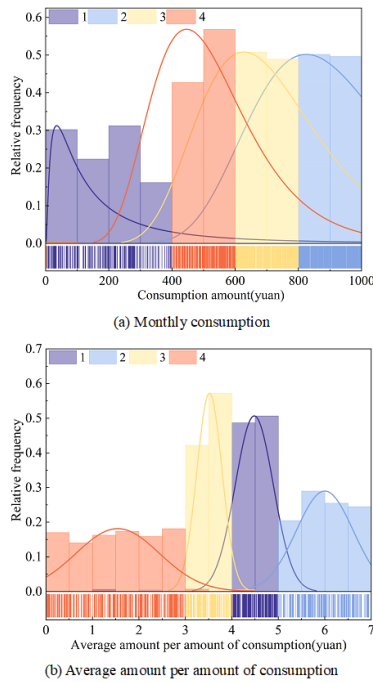 1 2 3 4
0.6
0.5
0.4
0.3
0.2
0.1
0.0
Relative frequency
0 200 400 600 800 1000
Consumption amount(yuan)
(a) Monthly consumption
0.7
1 2 3 4
0.6
0.5
0.4
0.3
0.2
0.1
0.0
Relative frequency
0 1 2 3 4 5 6 7
Average amount per amount of consumption(yuan)
(b) Average amount per amount of consumption